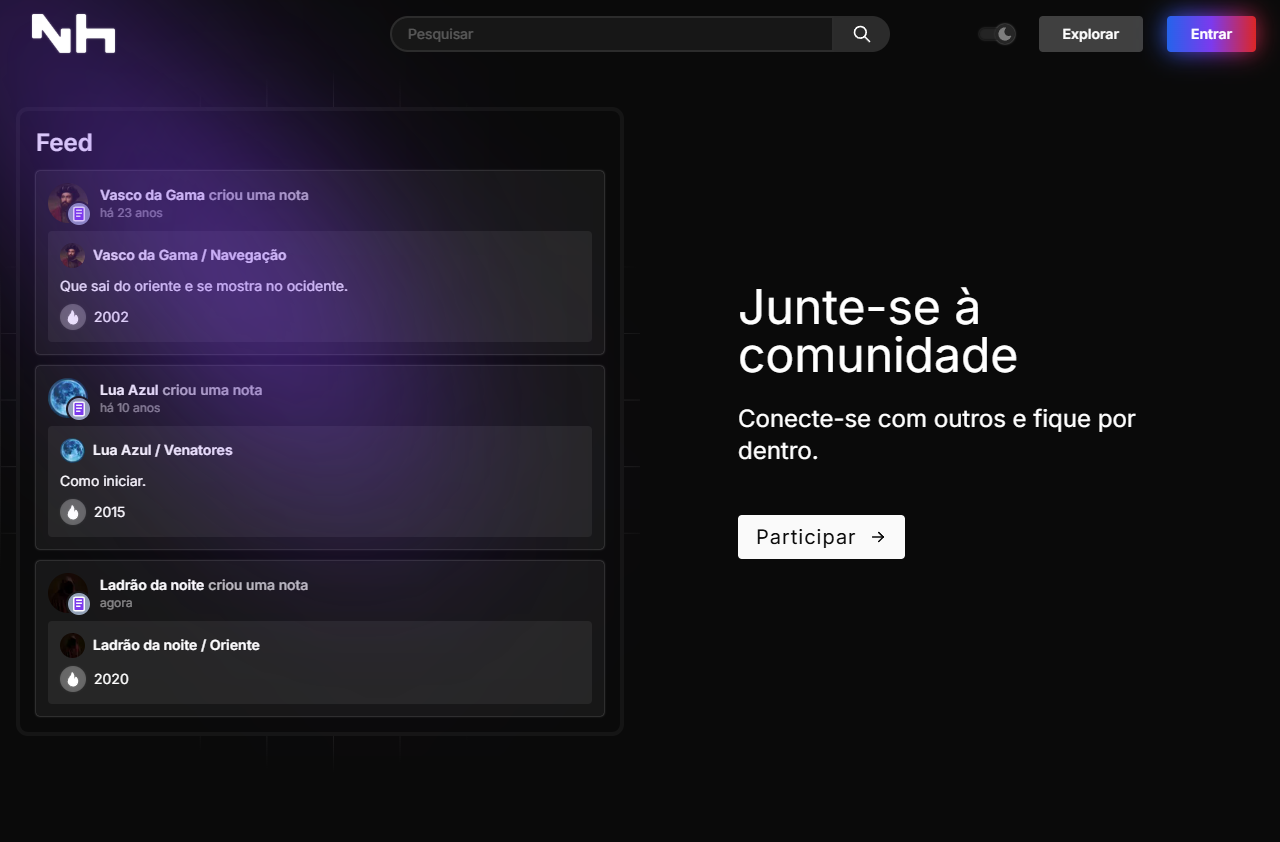 Nh
Pesquisar
Explorar
Entrar
Feed
Vasco da Gama criou uma nota
há 23 anos
Vasco da Gama / Navegação
Que sai do oriente e se mostra no ocidente.
2002
Lua Azul criou uma nota
há 10 anos
Lua Azul / Venatores
Como iniciar.
2015
Ladrão da noite criou uma nota
agora
Ladrão da noite / Oriente
2020
Junte-se à
comunidade
Conecte-se com outros e fique por
dentro.
Participar →